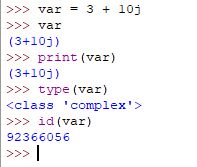 >>> var = 3 + 10j
>>> var
(3+10j)
>>> print(var)
(3+10j)
>>> type(var)
<class 'complex'>
>>> id(var)
92366056
>>>